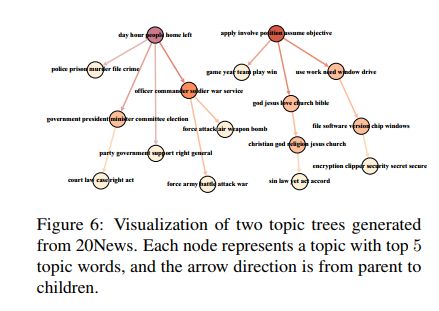 day hour people home left
apply involve position assume objective
police prison murder file crime
game year team play win
use work need window drive
officer commander soldier war service
god jesus love church bible
government president minister committee election
force attack air weapon bomb
file software version chip windows
christian god religion jesus church
party government support right general
encryption clipper security secret secure
court law case right act
force army battle attack war
sin law yet act accord
Figure 6: Visualization of two topic trees generated
from 20News. Each node represents a topic with top 5
topic words, and the arrow direction is from parent to
children.